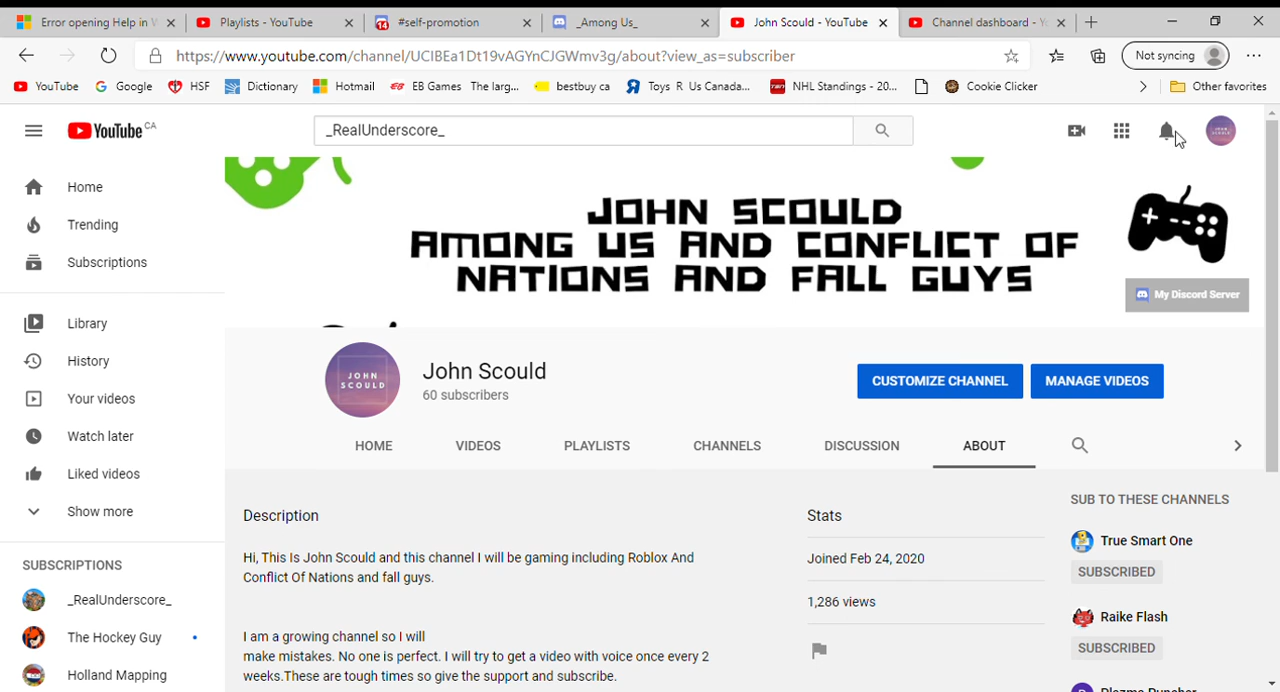 Error opening Help in W
Playlists - YouTube
14
#self-promotion
_Among Us_
John Scould - YouTube
Channel dashboard - Y
https://www.youtube.com/channel/UCIBEa1Dt19vAGYnCJGWmv3g/about?view_as=subscriber
Not syncing
YouTube
Google
HSF
Dictionary
Hotmail
EB Games The larg...
bestbuy ca
Toys R Us Canada...
NHL Standings - 20...
Cookie Clicker
Other favorites
YouTube CA
_RealUnderscore_
Home
Trending
Subscriptions
Library
History
Your videos
Watch later
Liked videos
Show more
SUBSCRIPTIONS
_RealUnderscore_
The Hockey Guy
Holland Mapping
JOHN SCOULD
AMONG US AND CONFLICT OF
NATIONS AND FALL GUYS
My Discord Server
JOHN
SCOULD
John Scould
60 subscribers
CUSTOMIZE CHANNEL
MANAGE VIDEOS
HOME
VIDEOS
PLAYLISTS
CHANNELS
DISCUSSION
ABOUT
Description
Hi, This Is John Scould and this channel I will be gaming including Roblox And
Conflict Of Nations and fall guys.
I am a growing channel so I will
make mistakes. No one is perfect. I will try to get a video with voice once every 2
weeks.These are tough times so give the support and subscribe.
Stats
Joined Feb 24, 2020
1,286 views
SUB TO THESE CHANNELS
True Smart One
SUBSCRIBED
Raike Flash
SUBSCRIBED